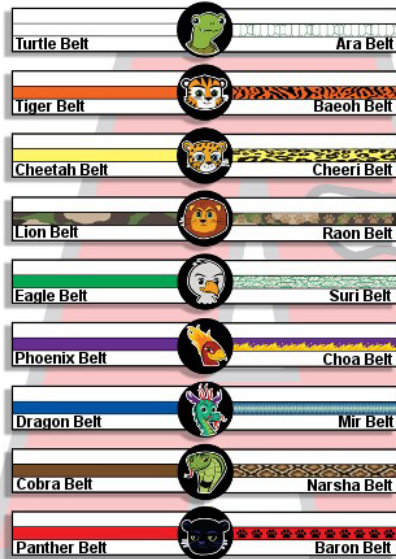 Turtle Belt Ara Belt
Tiger Belt Baeoh Belt
Cheetah Belt Cheeri Belt
Lion Belt Raon Belt
Eagle Belt Suri Belt
Phoenix Belt Choa Belt
Dragon Belt Mir Belt
Cobra Belt Narsha Belt
Panther Belt Baron Belt